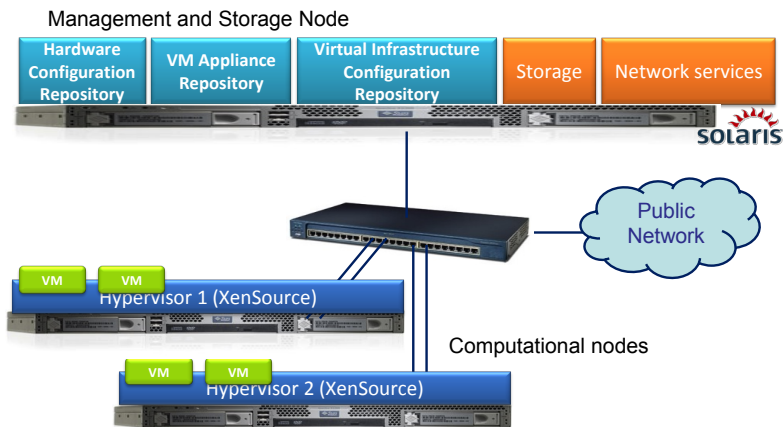 Management and Storage Node
Hardware
Configuration
Repository
VM Appliance
Repository
Virtual Infrastructure
Configuration
Repository
Storage
Network services
solaris
Public
Network
VM
VM
Hypervisor 1 (XenSource)
Computational nodes
VM
VM
Hypervisor 2 (XenSource)